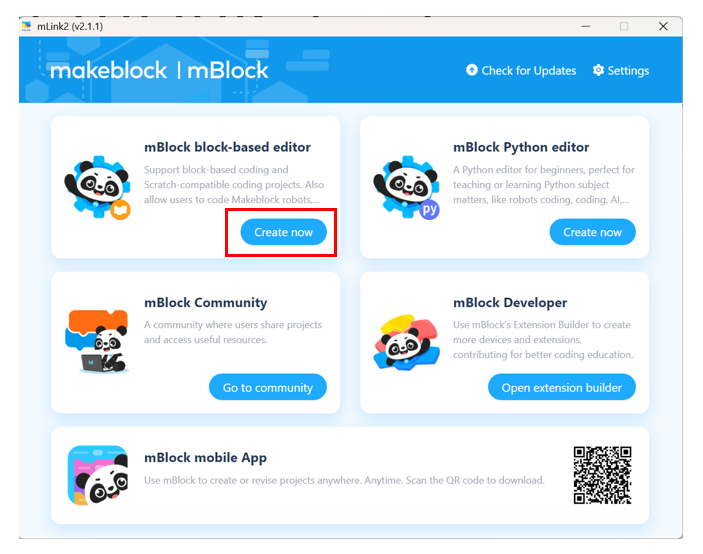 mLink2 (v2.1.1)
makeblock | mBlock
Check for Updates
Settings
mBlock block-based editor
Support block-based coding and
Scratch-compatible coding projects. Also
allow users to code Makeblock robots,...
Create now
mBlock Python editor
A Python editor for beginners, perfect for
teaching or learning Python subject
matters, like robots coding, coding, AI,...
py
Create now
mBlock Community
A community where users share projects
and access useful resources.
Go to community
mBlock Developer
Use mBlock's Extension Builder to create
more devices and extensions,
contributing for better coding education.
Open extension builder
mBlock mobile App
Use mBlock to create or revise projects anywhere. Anytime. Scan the QR code to download.